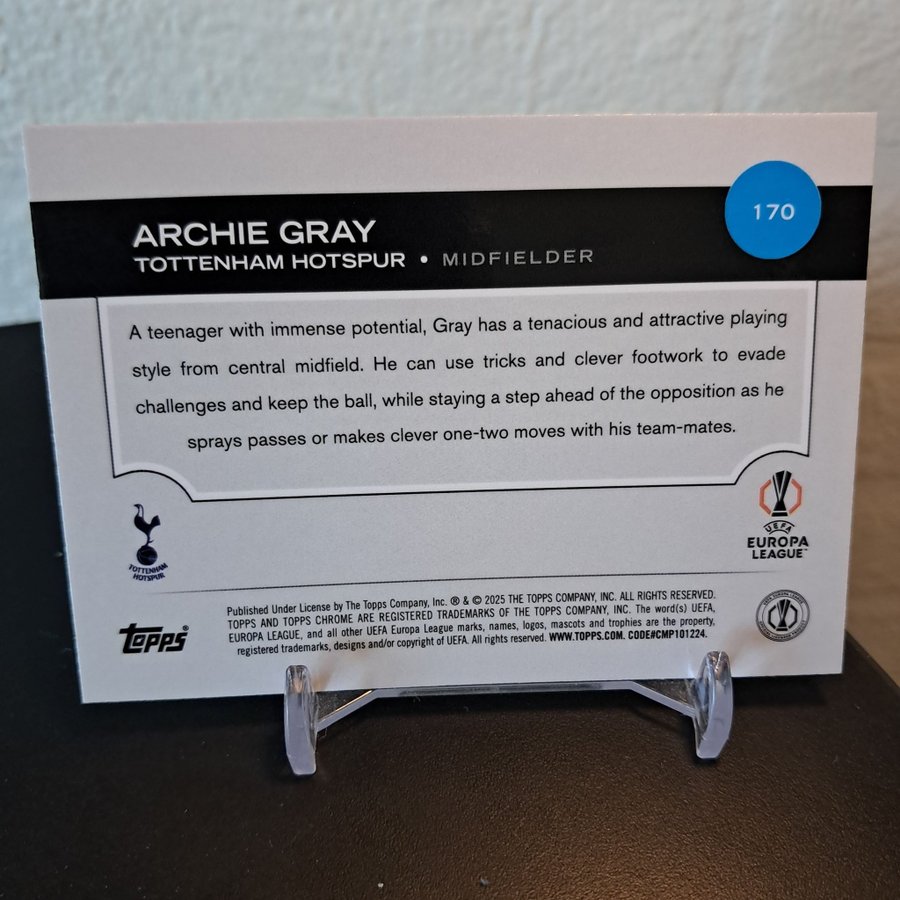 170
ARCHIE GRAY
TOTTENHAM HOTSPUR • MIDFIELDER
A teenager with immense potential, Gray has a tenacious and attractive playing
style from central midfield. He can use tricks and clever footwork to evade
challenges and keep the ball, while staying a step ahead of the opposition as he
sprays passes or makes clever one-two moves with his team-mates.
TOTTENHAM
HOTSPUR
UEFA
EUROPA
LEAGUE™
Topps®
Published Under License by The Topps Company, Inc. ® & © 2025 THE TOPPS COMPANY, INC. ALL RIGHTS RESERVED.
TOPPS AND TOPPS CHROME ARE REGISTERED TRADEMARKS OF THE TOPPS COMPANY, INC. The word(s) UEFA,
EUROPA LEAGUE, and all other UEFA Europa League marks, names, logos, mascots and trophies are the property,
registered trademarks, designs and/or copyright of UEFA. All rights reserved. WWW.TOPPS.COM. CODE#CMP101224.